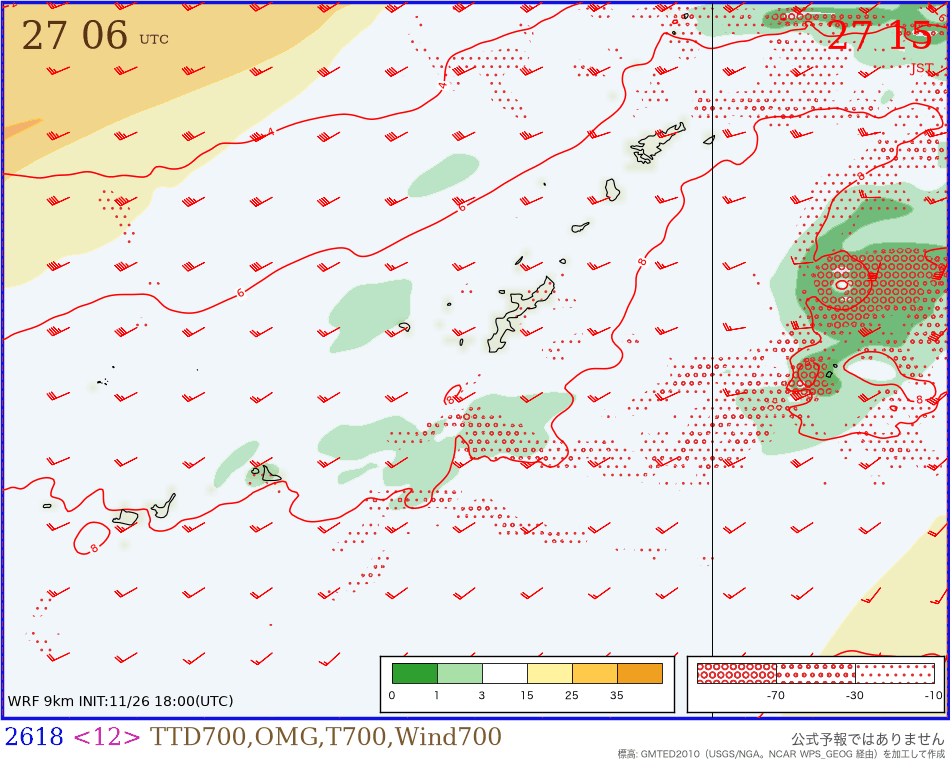 27 06 UTC
27 15
JST
4
4
6
6
8
8
8
8
8
0 1 3 15 25 35
-70 -30 -10
WRF 9km INIT:11/26 18:00(UTC)
2618 <12> TTD700,OMG,T700,Wind700
公式予報ではありません
標高: GMTED2010（USGS/NGA。NCAR WPS_GEOG 経由）を加工して作成